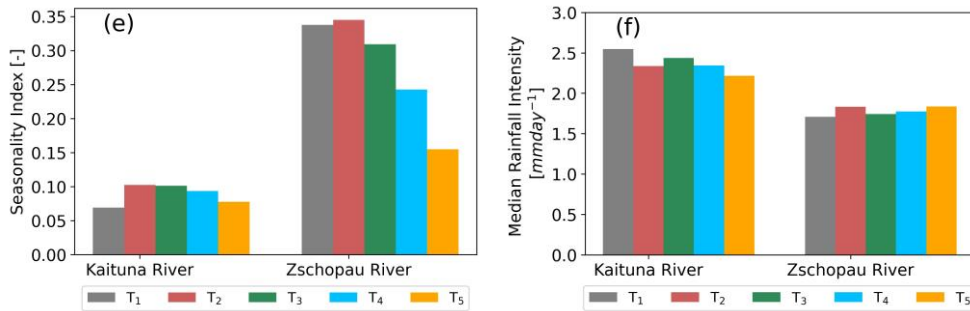 (e)
Seasonality Index [-]
0.35
0.30
0.25
0.20
0.15
0.10
0.05
0.00
Kaituna River Zschopau River
T₁ T₂ T₃ T₄ T₅
(f)
Median Rainfall Intensity
[mmday⁻¹]
3.0
2.5
2.0
1.5
1.0
0.5
0.0
Kaituna River Zschopau River
T₁ T₂ T₃ T₄ T₅